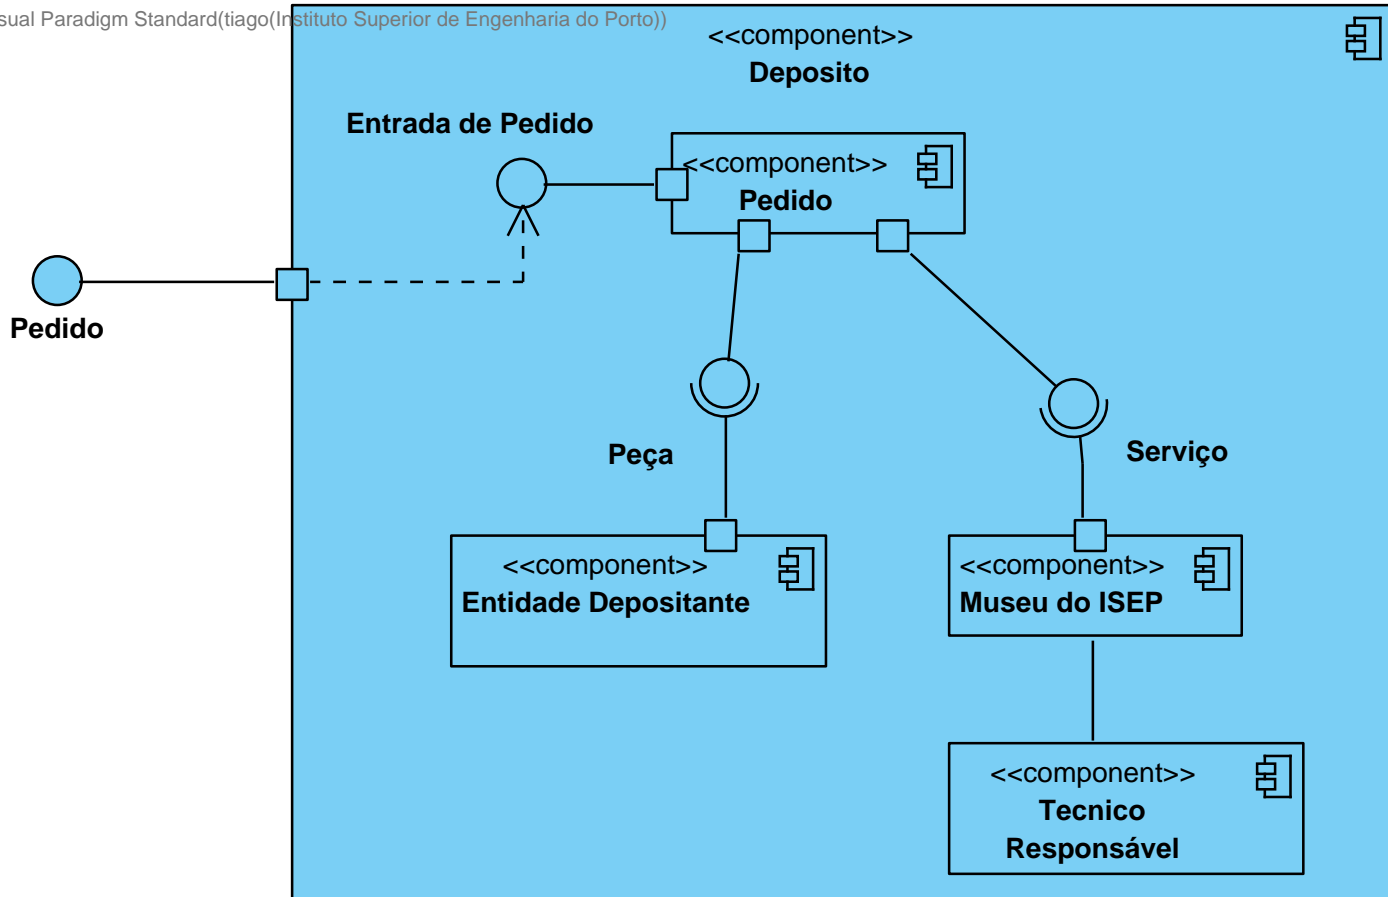 sual Paradigm Standard(tiago(Instituto Superior de Engenharia do Porto))
<<component>>
Deposito
Entrada de Pedido
<<component>>
Pedido
Pedido
Peça
Serviço
<<component>>
Entidade Depositante
<<component>>
Museu do ISEP
<<component>>
Tecnico
Responsável